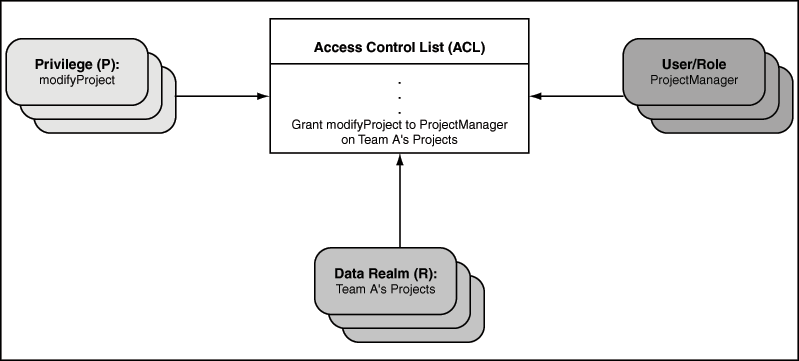 Access Control List (ACL)
Privilege (P):
modifyProject
User/Role
ProjectManager
.
.
.
Grant modifyProject to ProjectManager
on Team A's Projects
Data Realm (R):
Team A's Projects